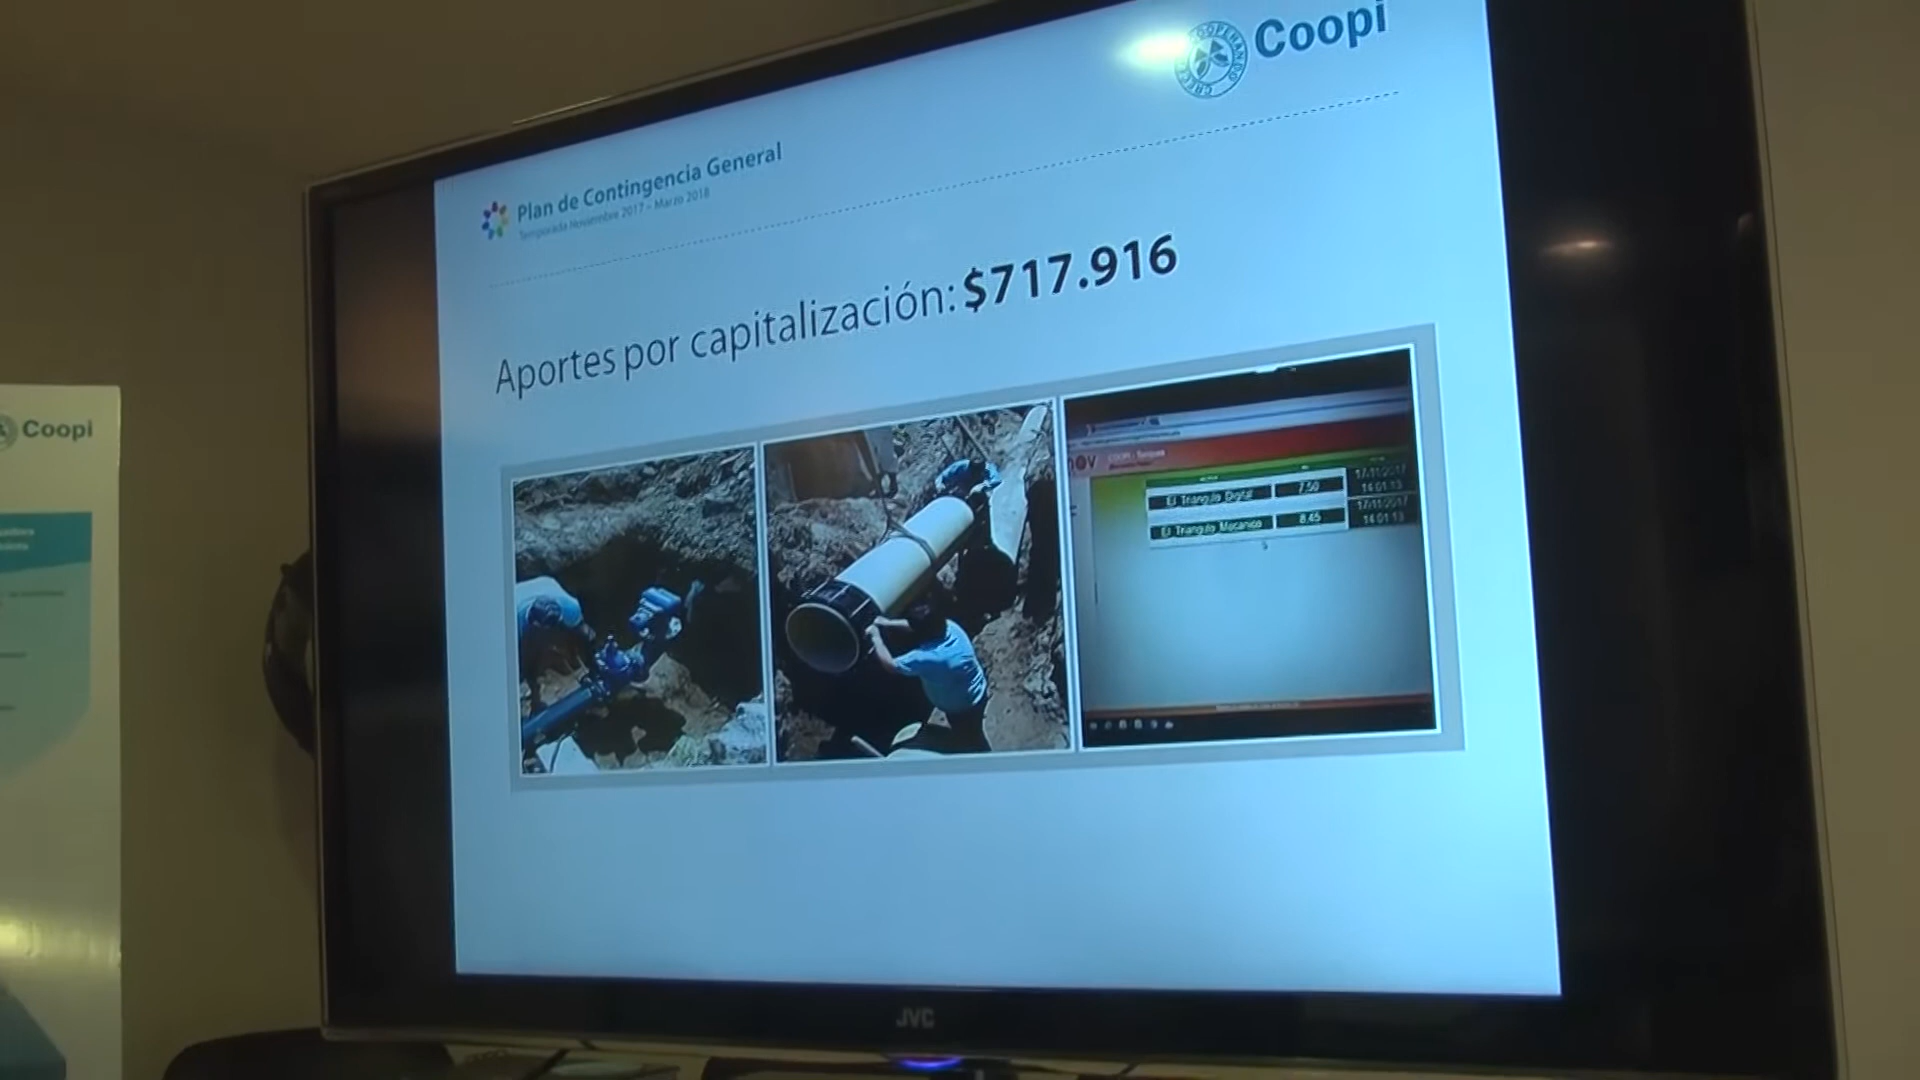 Coopi
Plan de Contingencia General
Temporada Noviembre 2017 - Marzo 2018
Aportes por capitalización: $717.916
COOPI - Tanques
El Triangulo Digital 7.50 17/11/2017 14:01:13
El Triangulo Mecanico 8.45 17/11/2017 14:01:13
Coopi
JVC